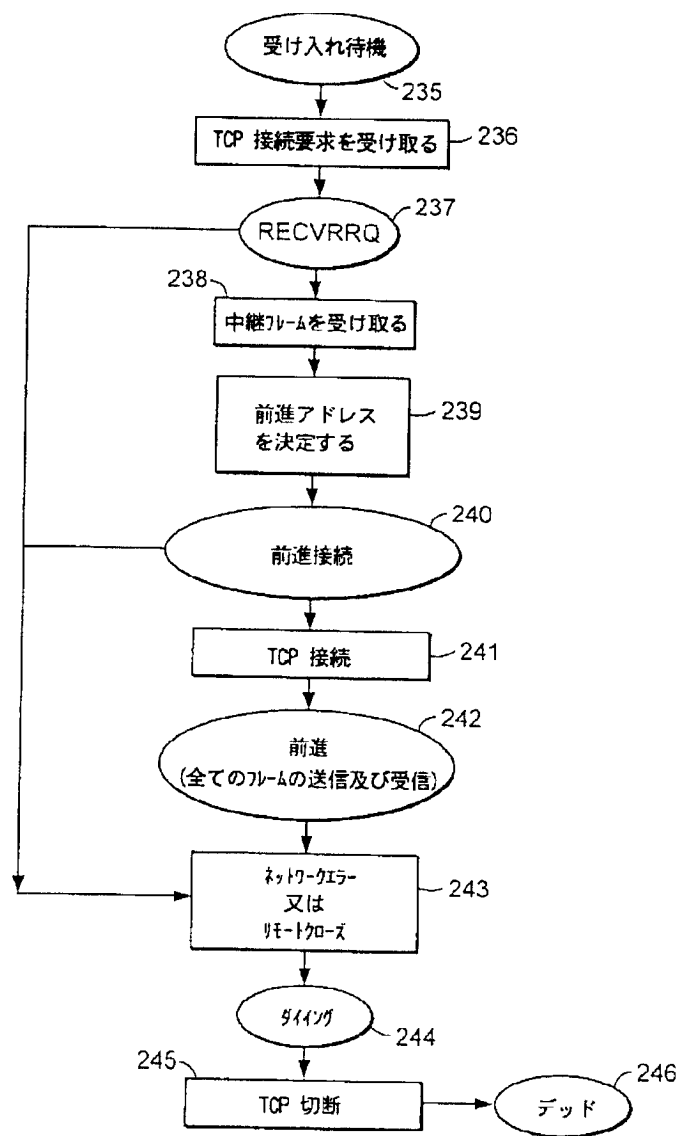 受け入れ待機
235
TCP 接続要求を受け取る
236
237
RECVRRQ
238
中継フレームを受け取る
前進アドレス
を決定する
239
240
前進接続
TCP 接続
241
242
前進
(全てのフレームの送信及び受信)
ネットワークエラー
又は
リモートクローズ
243
ダイイング
244
245
TCP 切断
246
デッド